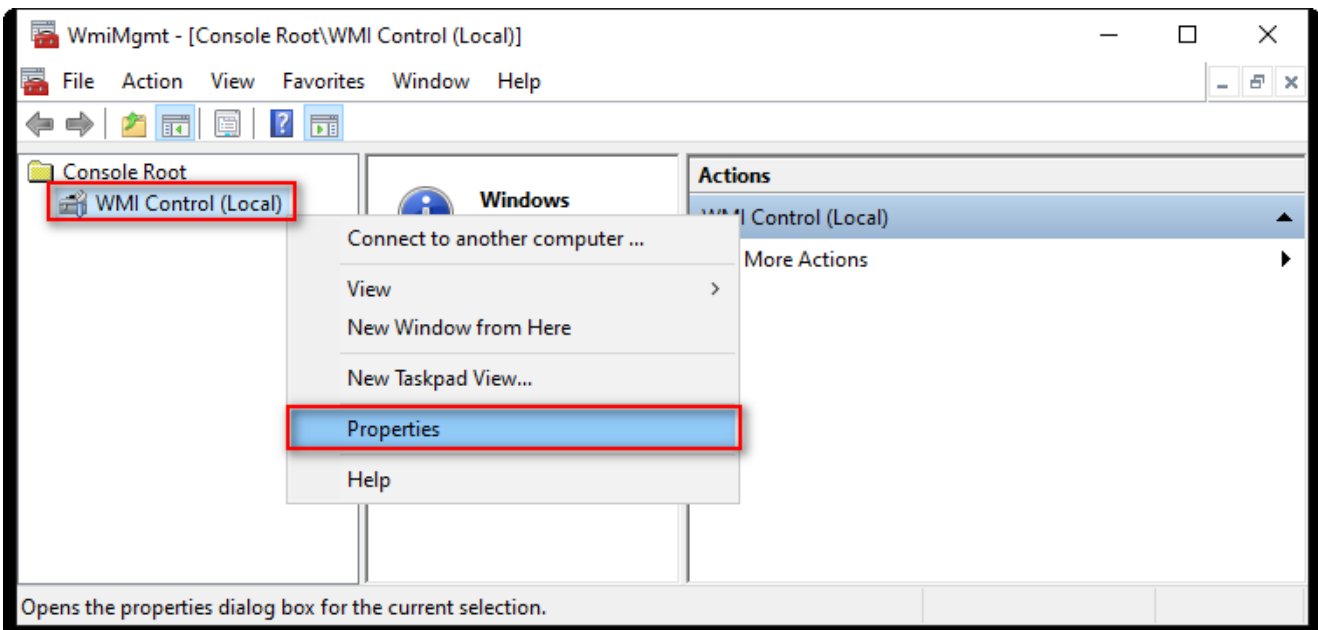 WmiMgmt - [Console Root\WMI Control (Local)]
File Action View Favorites Window Help
Console Root
WMI Control (Local)
Windows
Actions
I Control (Local)
More Actions
Connect to another computer ...
View
New Window from Here
New Taskpad View...
Properties
Help
Opens the properties dialog box for the current selection.